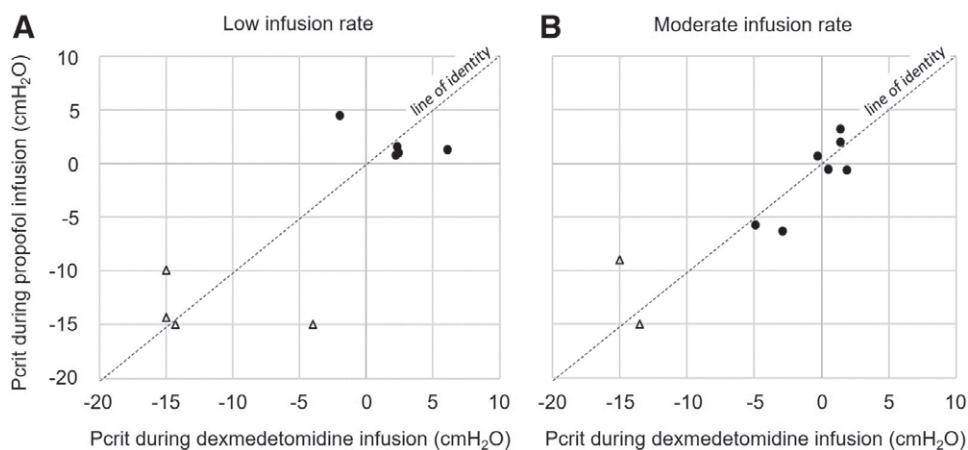 A
Low infusion rate
Pcrit during propofol infusion (cmH₂O)
10
5
0
-5
-10
-15
-20
line of identity
-20
-15
-10
-5
0
5
10
Pcrit during dexmedetomidine infusion (cmH₂O)
B
Moderate infusion rate
line of identity
-20
-15
-10
-5
0
5
10
Pcrit during dexmedetomidine infusion (cmH₂O)